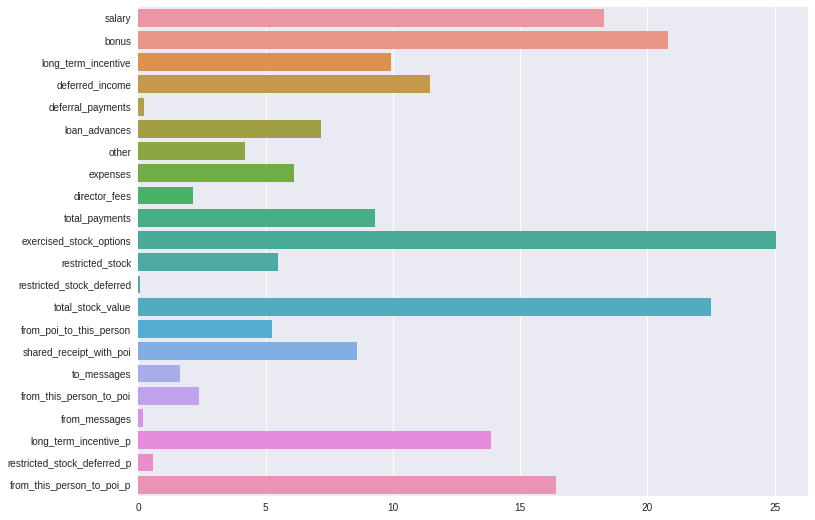 salary
bonus
long_term_incentive
deferred_income
deferral_payments
loan_advances
other
expenses
director_fees
total_payments
exercised_stock_options
restricted_stock
restricted_stock_deferred
total_stock_value
from_poi_to_this_person
shared_receipt_with_poi
to_messages
from_this_person_to_poi
from_messages
long_term_incentive_p
restricted_stock_deferred_p
from_this_person_to_poi_p
0 5 10 15 20 25